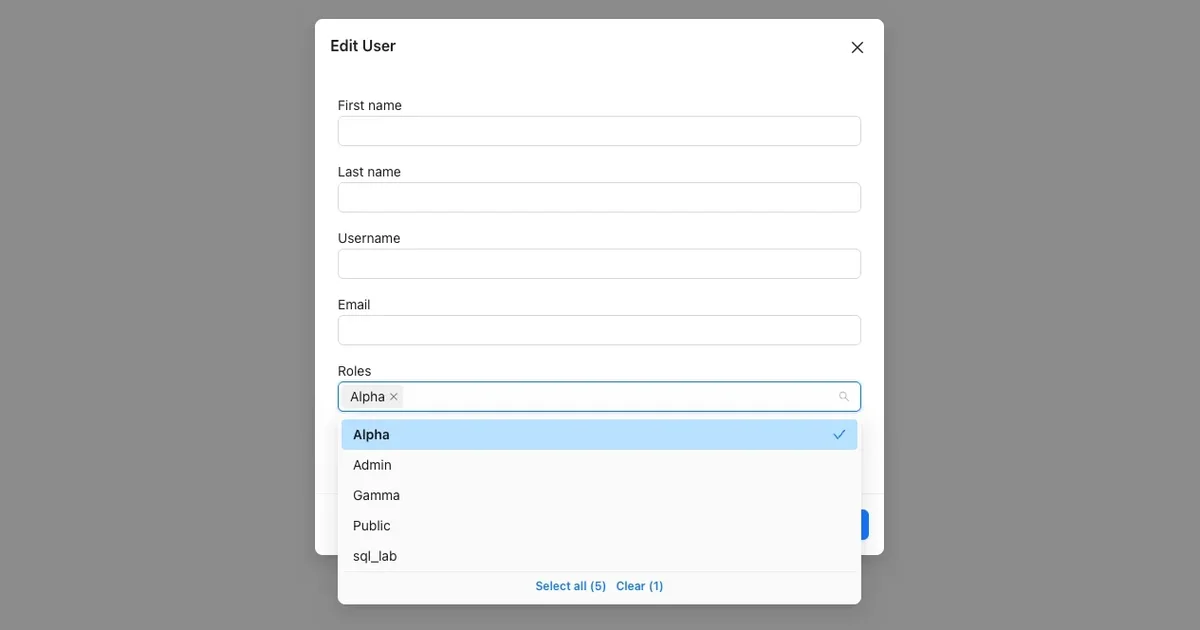 Edit User
First name
Last name
Username
Email
Roles
Alpha
Alpha
Admin
Gamma
Public
sql_lab
Select all (5) Clear (1)